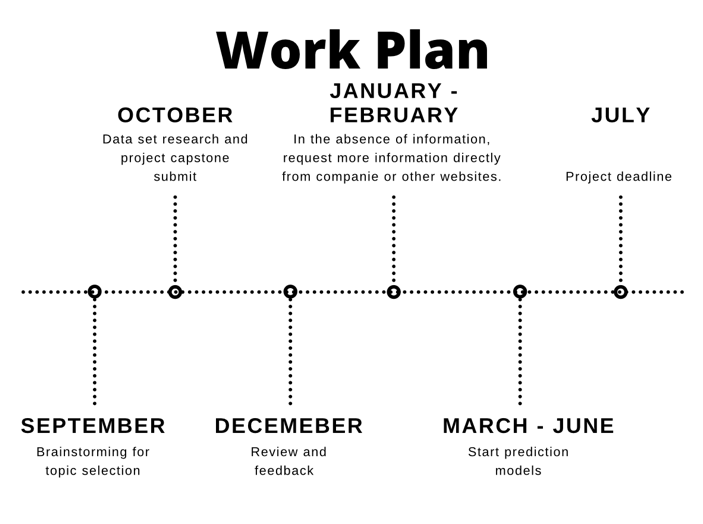 Work Plan
OCTOBER
Data set research and
project capstone
submit
JANUARY -
FEBRUARY
In the absence of information,
request more information directly
from companie or other websites.
JULY
Project deadline
SEPTEMBER
Brainstorming for
topic selection
DECEMEBER
Review and
feedback
MARCH - JUNE
Start prediction
models